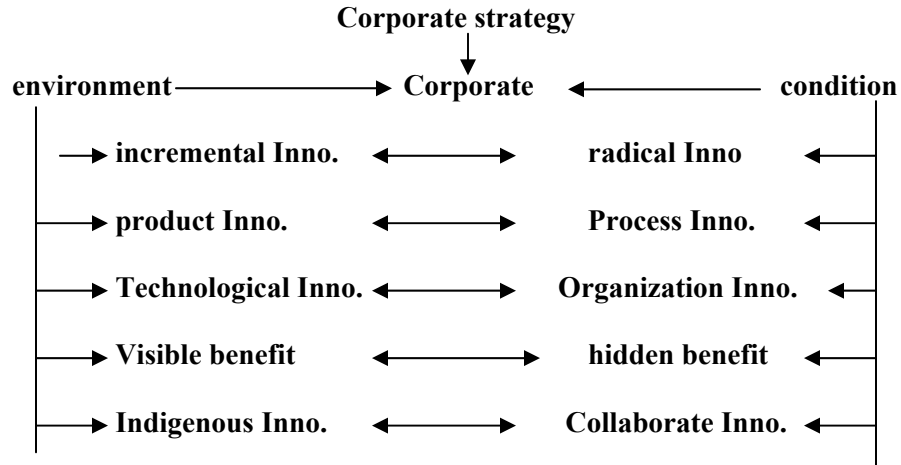 Corporate strategy
environment Corporate condition
incremental Inno. radical Inno
product Inno. Process Inno.
Technological Inno. Organization Inno.
Visible benefit hidden benefit
Indigenous Inno. Collaborate Inno.